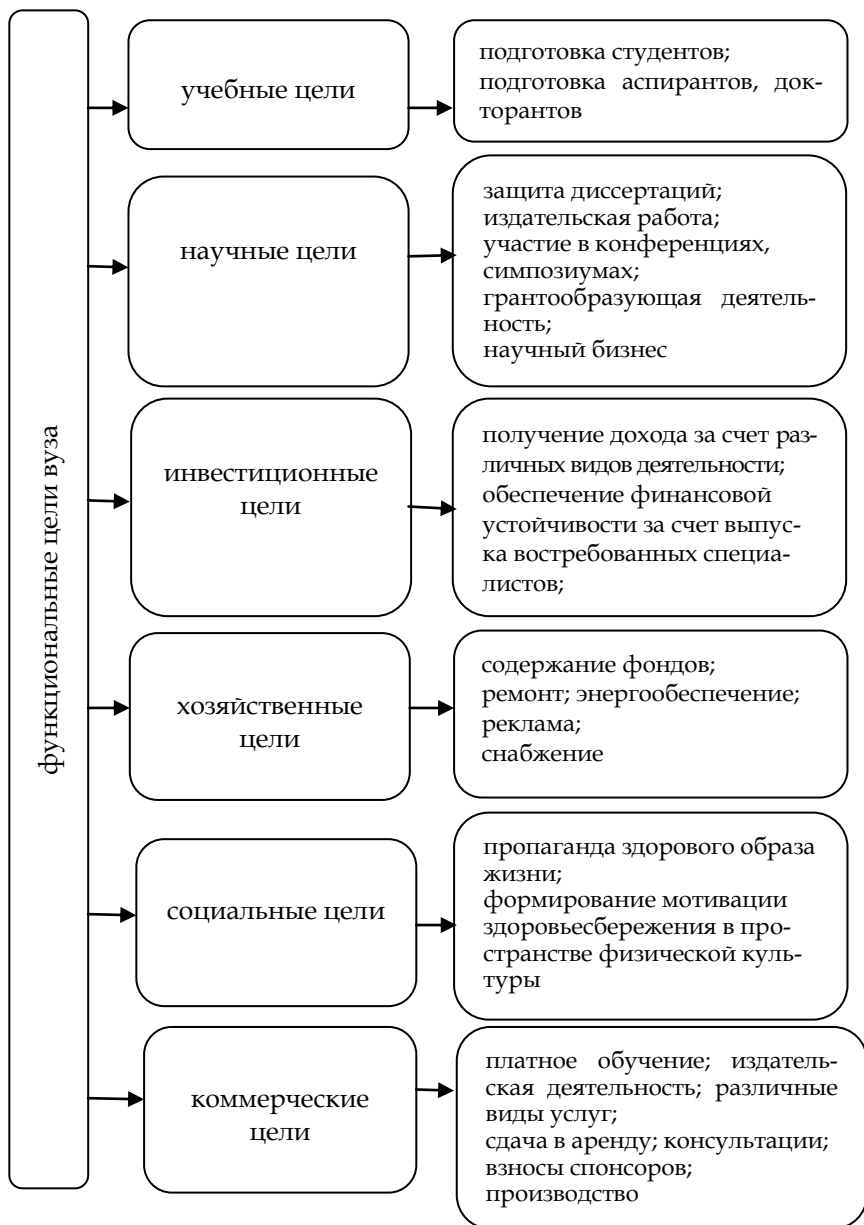 функциональные цели вуза
учебные цели
подготовка студентов;
подготовка аспирантов, док-
торантов
научные цели
защита диссертаций;
издательская работа;
участие в конференциях,
симпозиумах;
грантообразующая деятель-
ность;
научный бизнес
инвестиционные
цели
получение дохода за счет раз-
личных видов деятельности;
обеспечение финансовой
устойчивости за счет выпус-
ка востребованных специа-
листов;
хозяйственные
цели
содержание фондов;
ремонт; энергообеспечение;
реклама;
снабжение
социальные цели
пропаганда здорового образа
жизни;
формирование мотивации
здоровьесбережения в про-
странстве физической куль-
туры
коммерческие
цели
платное обучение; издатель-
ская деятельность; различные
виды услуг;
сдача в аренду; консультации;
взносы спонсоров;
производство